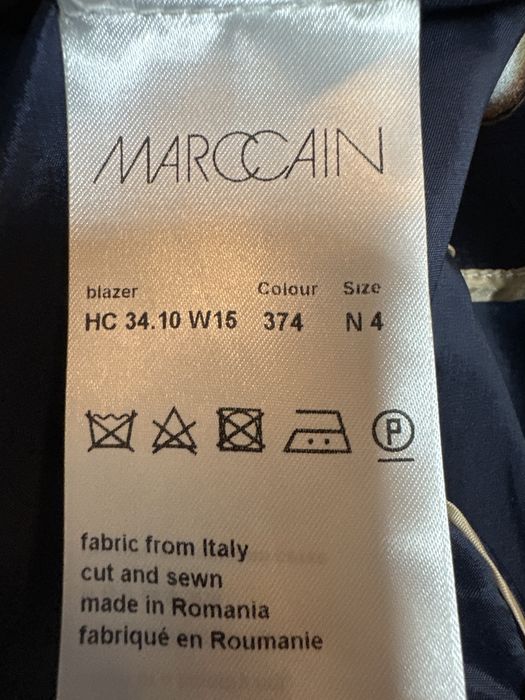 MARCCAIN
blazer Colour Size
HC 34.10 W15 374 N 4
P
fabric from Italy
cut and sewn
made in Romania
fabriqué en Roumanie